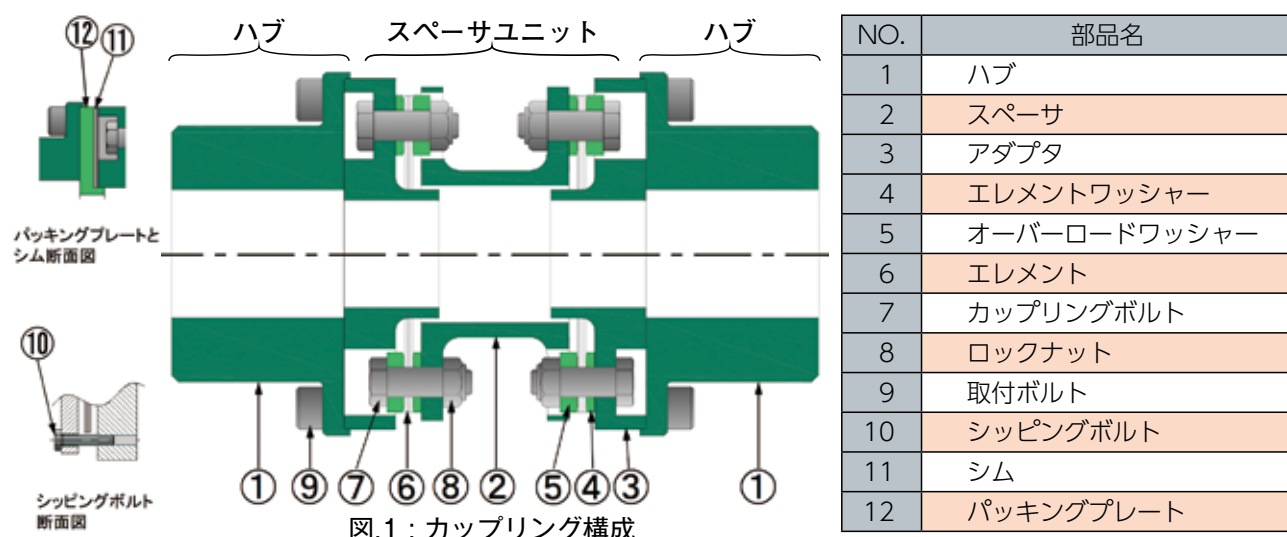 ⑫⑪
ハブ
スペーサユニット
ハブ
パッキングプレートと
シム断面図
⑩
シッピングボルト
断面図
① ⑨ ⑦ ⑥ ⑧ ② ⑤ ④ ③ ①
図.1：カップリング構成
NO. 部品名
1 ハブ
2 スペーサ
3 アダプタ
4 エレメントワッシャー
5 オーバーロードワッシャー
6 エレメント
7 カップリングボルト
8 ロックナット
9 取付ボルト
10 シッピングボルト
11 シム
12 パッキングプレート